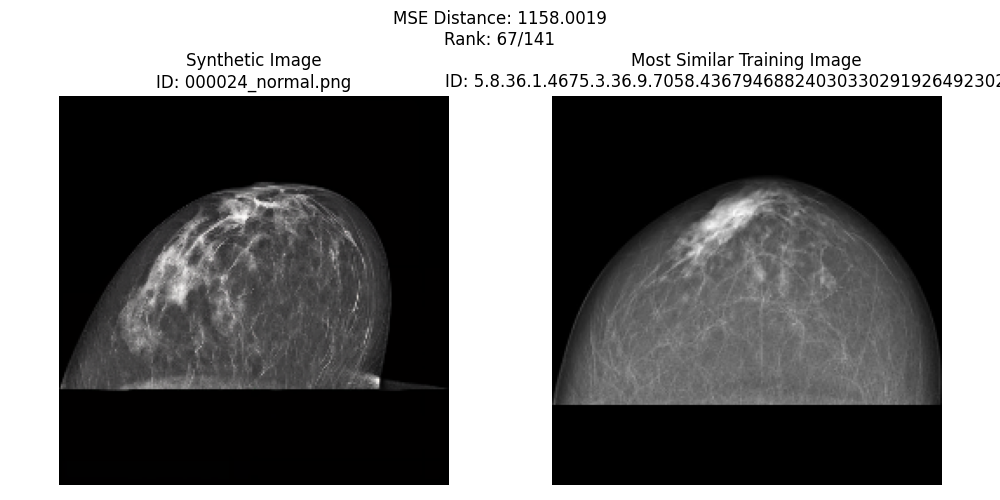 MSE Distance: 1158.0019
Rank: 67/141
Synthetic Image
ID: 000024_normal.png
Most Similar Training Image
ID: 5.8.36.1.4675.3.36.9.7058.43679468824030330291926492302